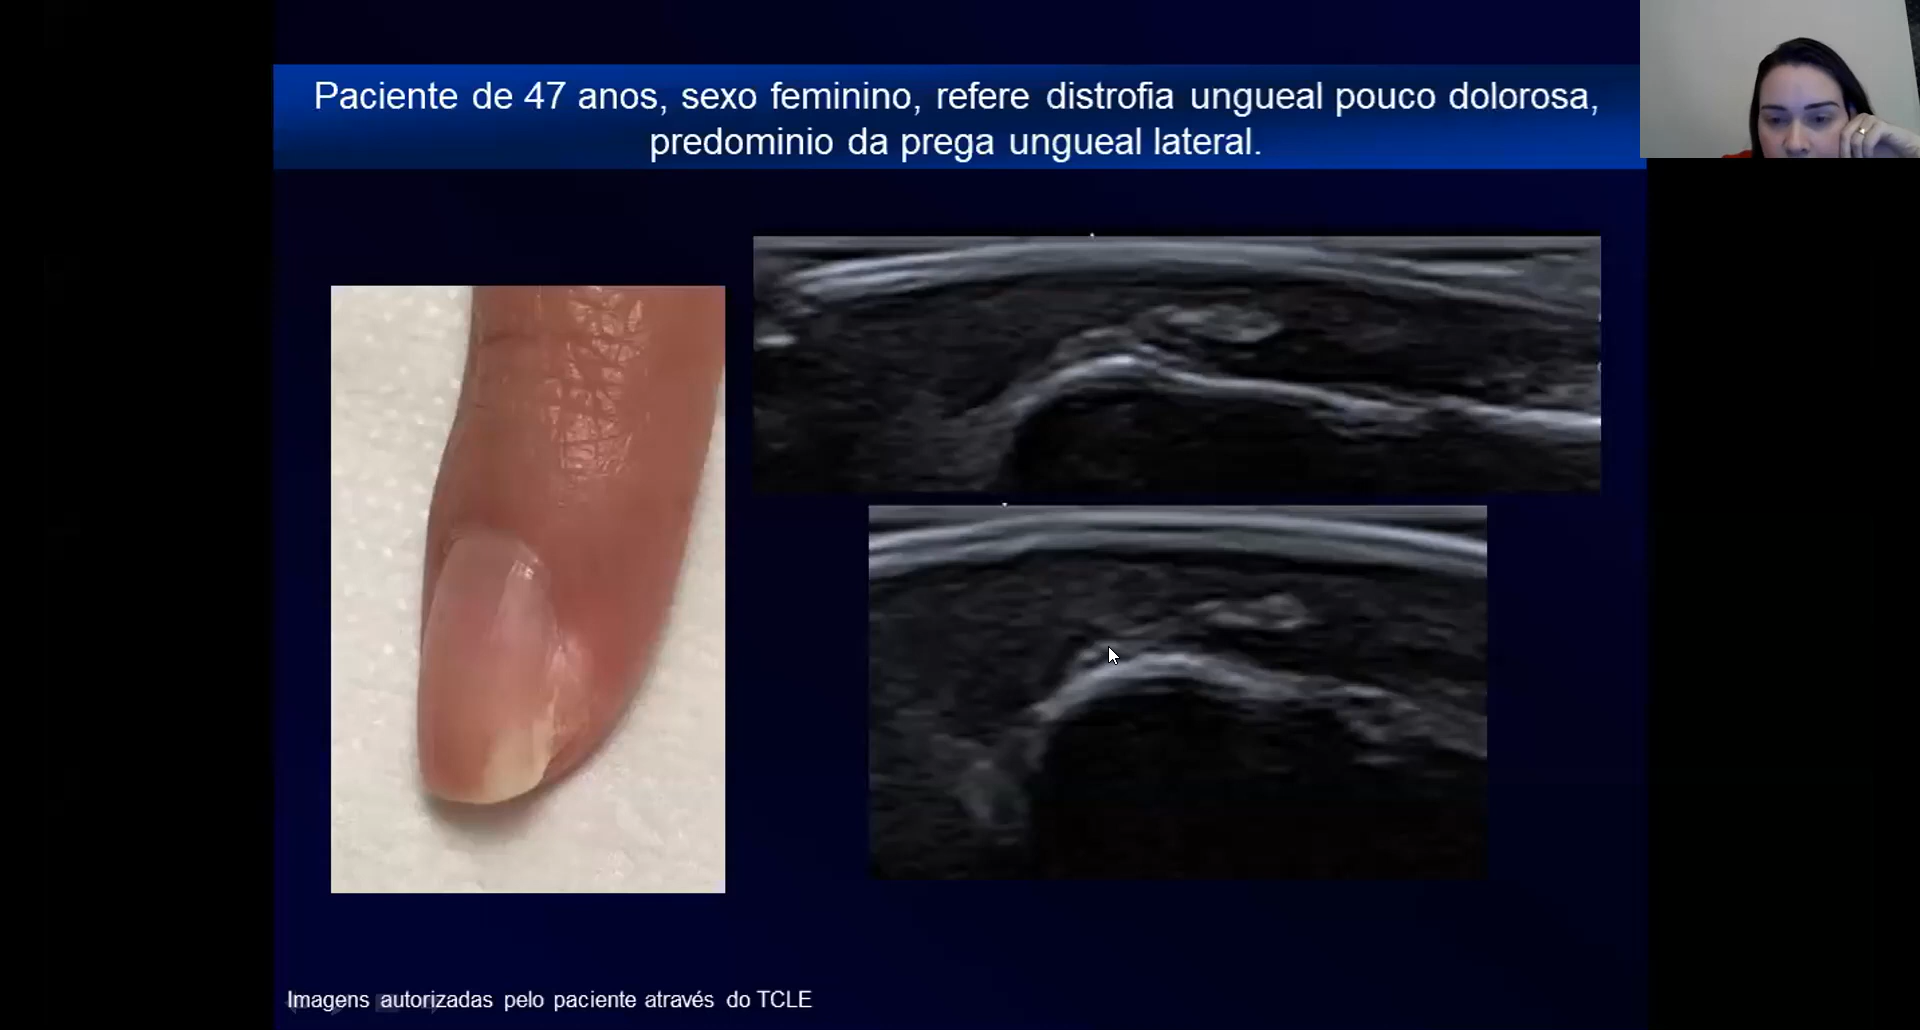 Paciente de 47 anos, sexo feminino, refere distrofia ungueal pouco dolorosa,
predominio da prega ungueal lateral.
Imagens autorizadas pelo paciente através do TCLE